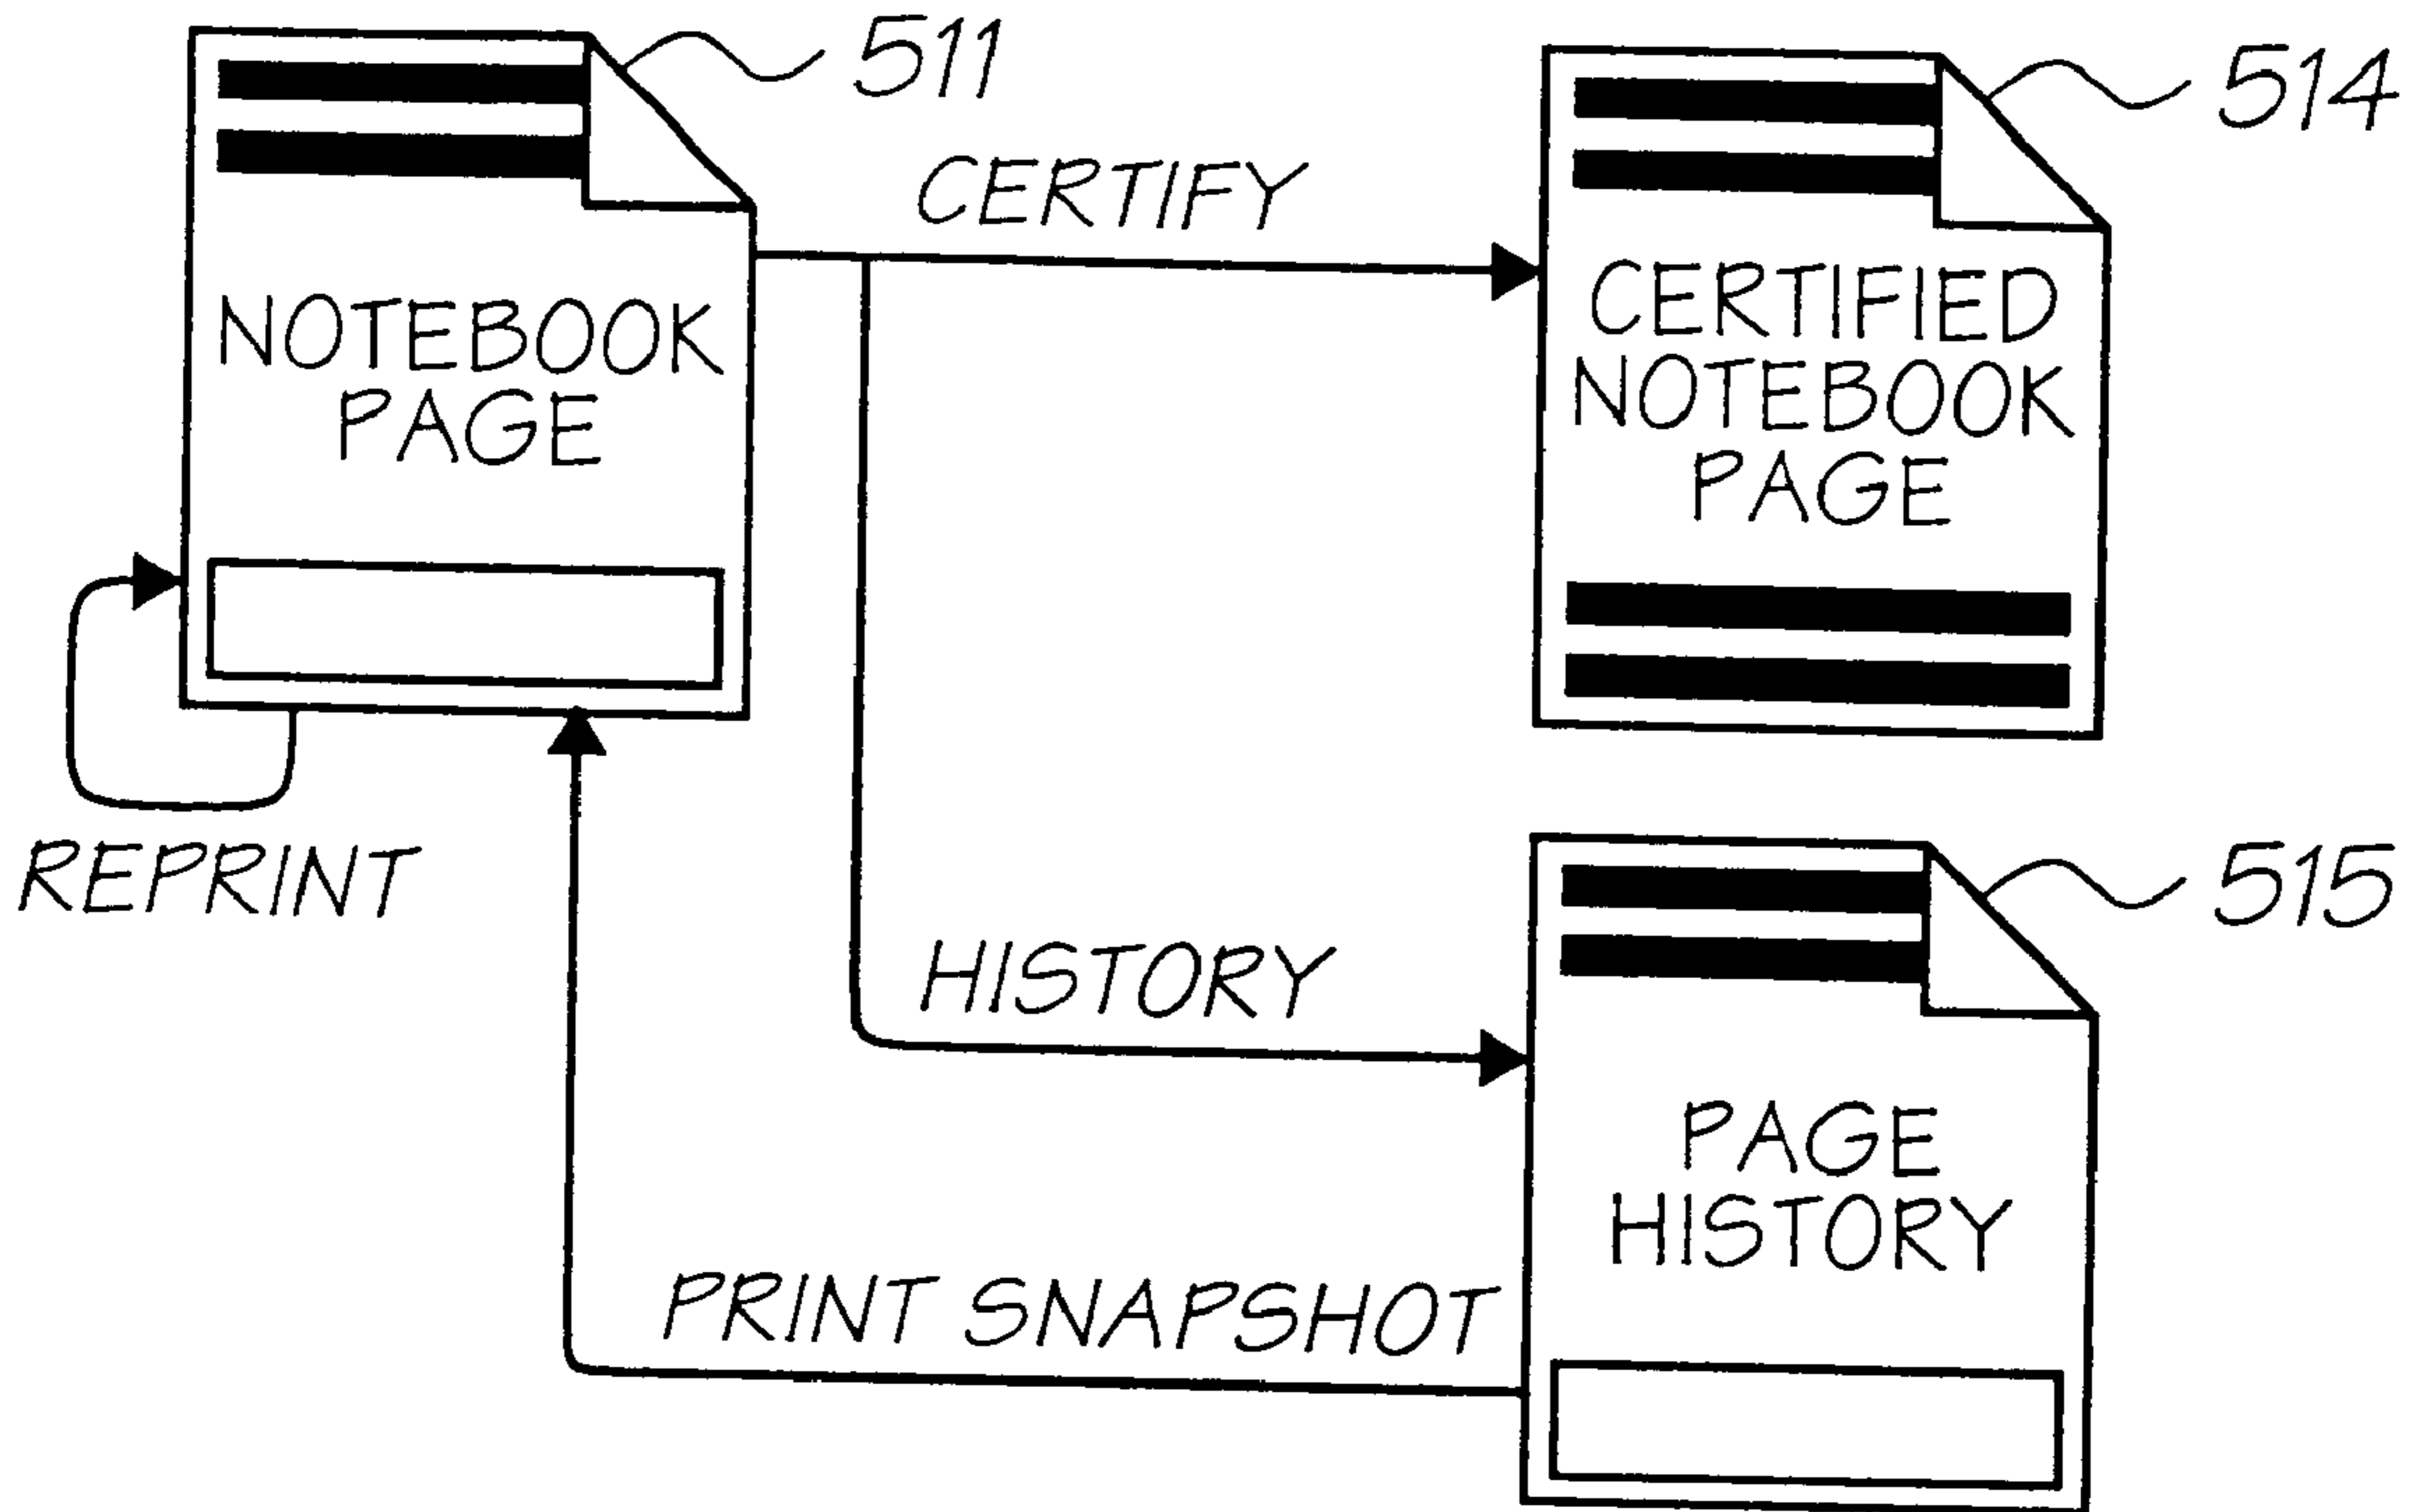 511
514
CERTIFY
NOTEBOOK
PAGE
CERTIFIED
NOTEBOOK
PAGE
REPRINT
515
HISTORY
PAGE
HISTORY
PRINT SNAPSHOT